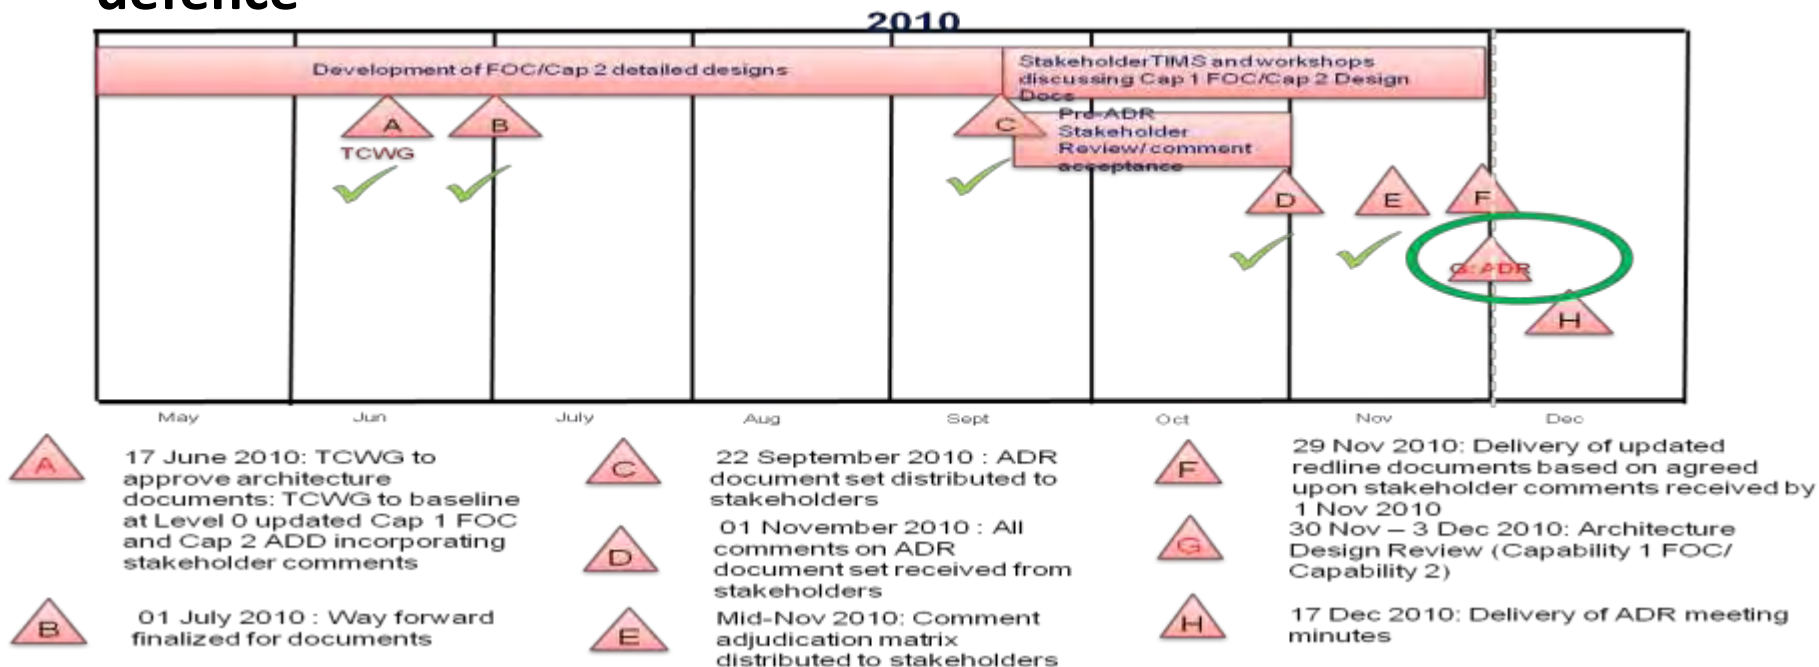 defence
2010
Development of FOC/Cap 2 detailed designs
Stakeholder TIMS and workshops
discussing Cap 1 FOC/Cap 2 Design
Docs
A
B
C
Pre-ADR
Stakeholder
Review/comment
acceptance
TCWG
D
E
F
G: ADR
H
May
Jun
July
Aug
Sept
Oct
Nov
Dec
A
17 June 2010: TCWG to
approve architecture
documents: TCWG to baseline
at Level 0 updated Cap 1 FOC
and Cap 2 ADD incorporating
stakeholder comments
B
01 July 2010 : Way forward
finalized for documents
C
22 September 2010 : ADR
document set distributed to
stakeholders
D
01 November 2010 : All
comments on ADR
document set received from
stakeholders
E
Mid-Nov 2010: Comment
adjudication matrix
distributed to stakeholders
F
29 Nov 2010: Delivery of updated
redline documents based on agreed
upon stakeholder comments received by
1 Nov 2010
G
30 Nov – 3 Dec 2010: Architecture
Design Review (Capability 1 FOC/
Capability 2)
H
17 Dec 2010: Delivery of ADR meeting
minutes